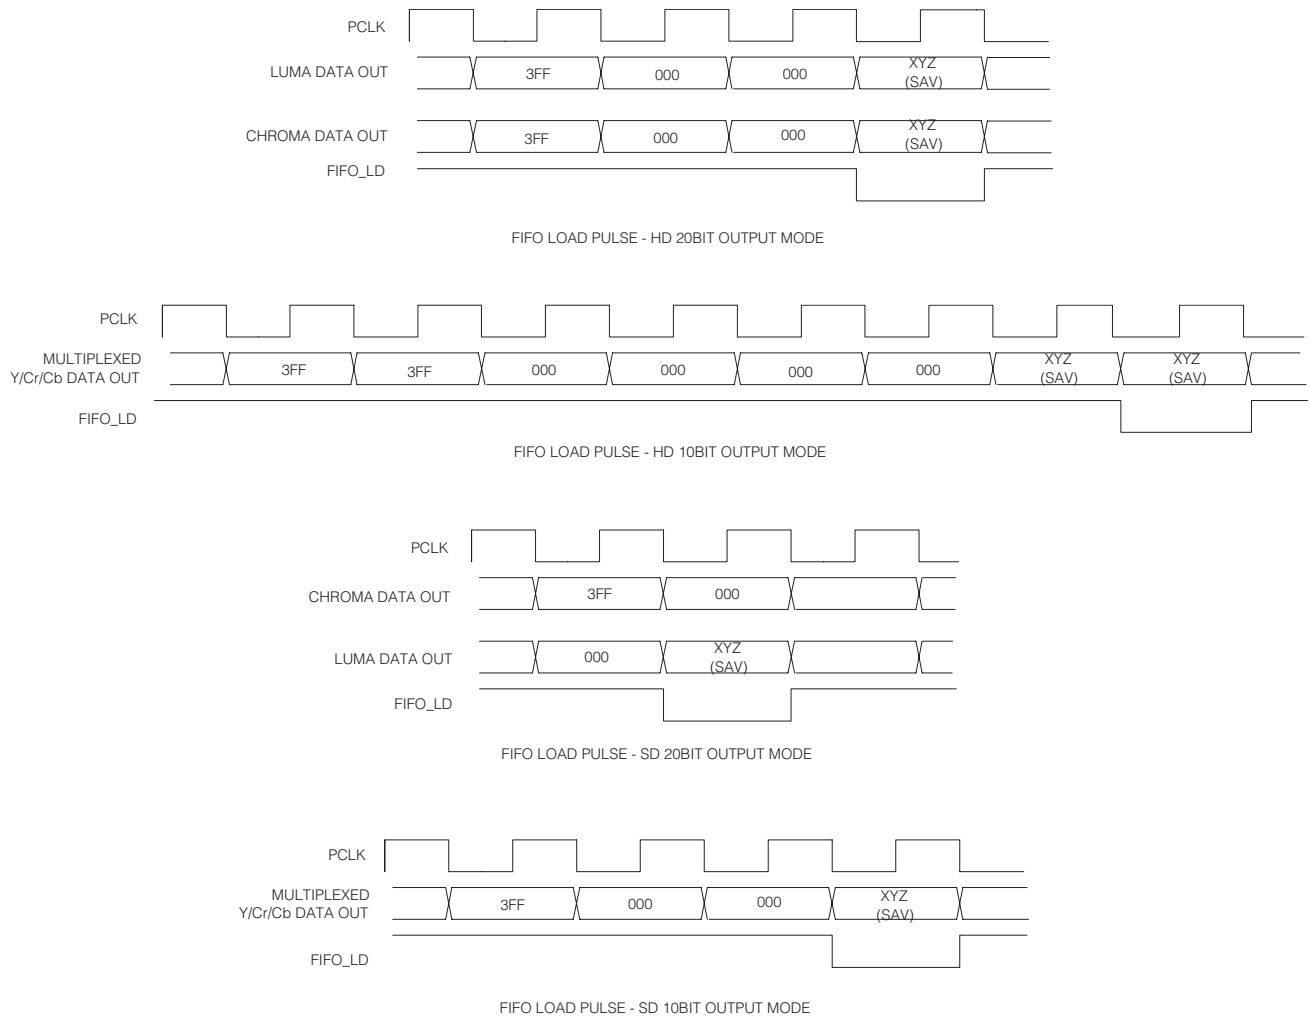 PCLK
LUMA DATA OUT
3FF 000 000 XYZ
(SAV)
CHROMA DATA OUT
3FF 000 000 XYZ
(SAV)
FIFO_LD
FIFO LOAD PULSE - HD 20BIT OUTPUT MODE
PCLK
MULTIPLEXED
Y/Cr/Cb DATA OUT
3FF 3FF 000 000 000 000 XYZ XYZ
(SAV) (SAV)
FIFO_LD
FIFO LOAD PULSE - HD 10BIT OUTPUT MODE
PCLK
CHROMA DATA OUT
3FF 000
LUMA DATA OUT
000 XYZ
(SAV)
FIFO_LD
FIFO LOAD PULSE - SD 20BIT OUTPUT MODE
PCLK
MULTIPLEXED
Y/Cr/Cb DATA OUT
3FF 000 000 XYZ
(SAV)
FIFO_LD
FIFO LOAD PULSE - SD 10BIT OUTPUT MODE